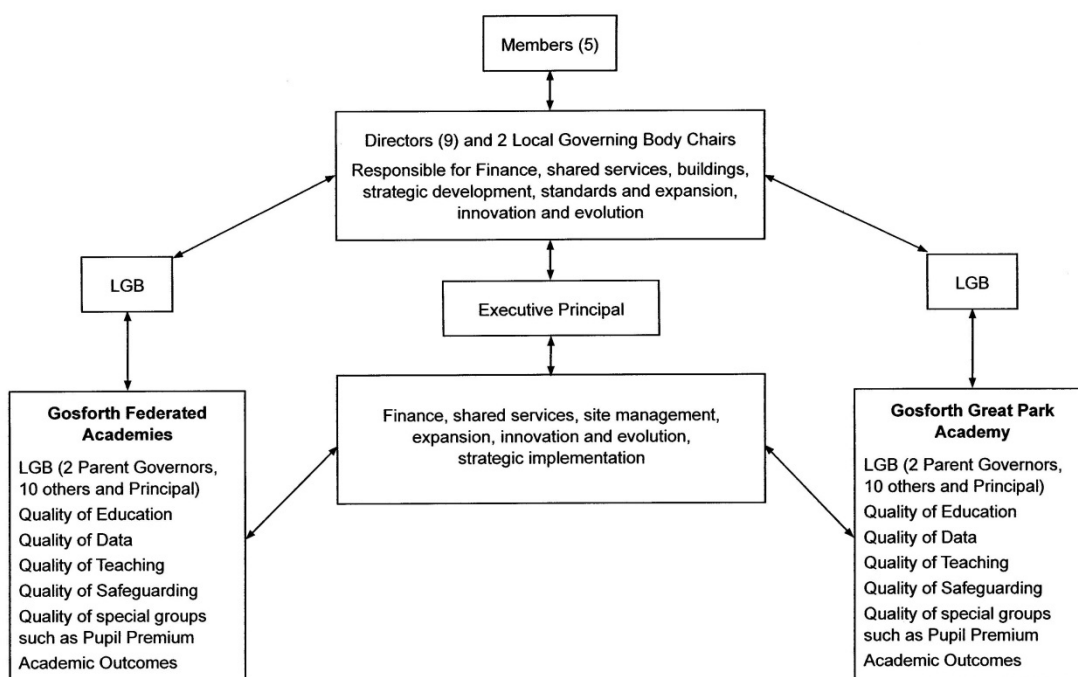 Members (5)
Directors (9) and 2 Local Governing Body Chairs
Responsible for Finance, shared services, buildings,
strategic development, standards and expansion,
innovation and evolution
LGB
LGB
Executive Principal
Gosforth Federated
Academies
LGB (2 Parent Governors,
10 others and Principal)
Quality of Education
Quality of Data
Quality of Teaching
Quality of Safeguarding
Quality of special groups
such as Pupil Premium
Academic Outcomes
Finance, shared services, site management,
expansion, innovation and evolution,
strategic implementation
Gosforth Great Park
Academy
LGB (2 Parent Governors,
10 others and Principal)
Quality of Education
Quality of Data
Quality of Teaching
Quality of Safeguarding
Quality of special groups
such as Pupil Premium
Academic Outcomes